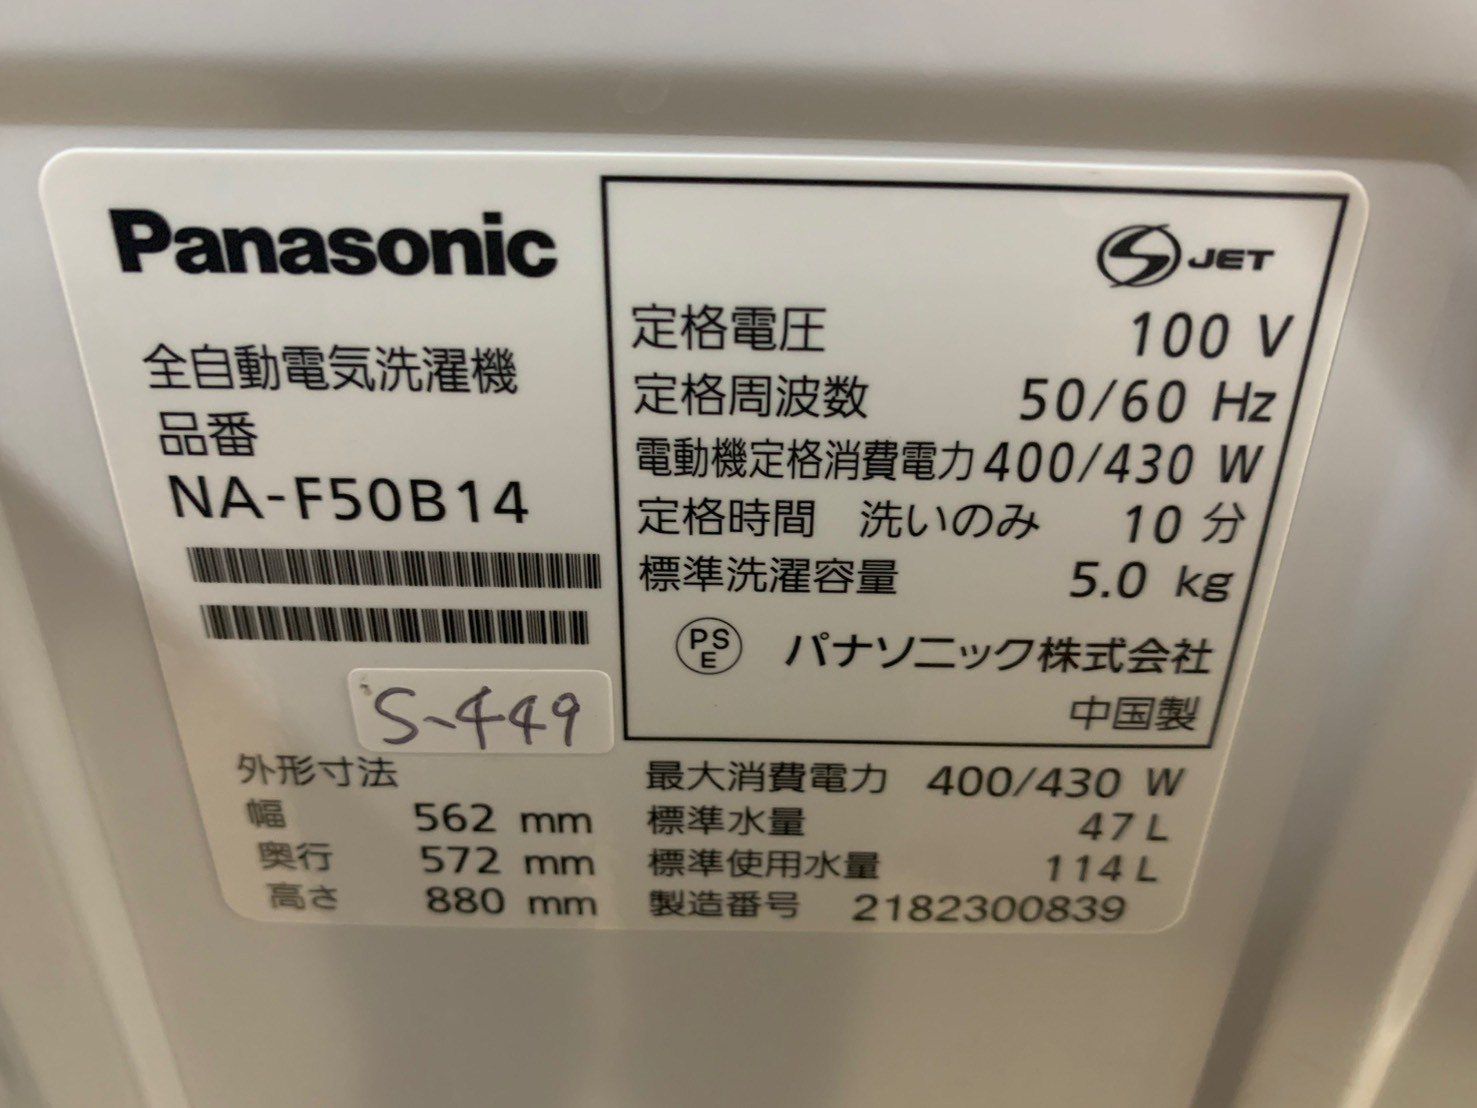 Panasonic
全自動電気洗濯機
品番
NA-F50B14
S-449
外形寸法
幅 562 mm
奥行 572 mm
高さ 880 mm
S JET
定格電圧 100 V
定格周波数 50/60 Hz
電動機定格消費電力 400/430 W
定格時間 洗いのみ 10 分
標準洗濯容量 5.0 kg
PS E パナソニック株式会社
中国製
最大消費電力 400/430 W
標準水量 47 L
標準使用水量 114 L
製造番号 2182300839